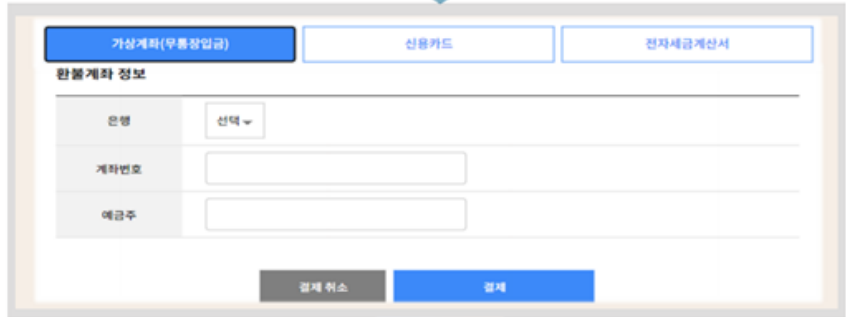 가상계좌(무통장입금) 신용카드 전자세금계산서
환불계좌 정보
은행 선택
계좌번호
예금주
결제 취소 결제